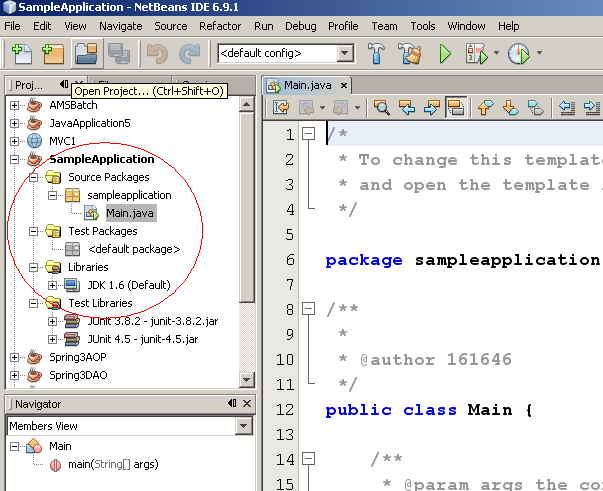 SampleApplication - NetBeans IDE 6.9.1
File Edit View Navigate Source Refactor Run Debug Profile Team Tools Window Help
<default config>
Proj...
Open Project... (Ctrl+Shift+O)
AMSBatch
JavaApplication5
MVC1
SampleApplication
Source Packages
sampleapplication
Main.java
Test Packages
<default package>
Libraries
JDK 1.6 (Default)
Test Libraries
JUnit 3.8.2 - junit-3.8.2.jar
JUnit 4.5 - junit-4.5.jar
Spring3AOP
Spring3DAO
Navigator
Members View
Main
main(String[] args)
Main.java
1 /*
2 * To change this template
3 * and open the template
4 */
5
6 package sampleapplication
7
8 /**
9 *
10 * @author 161646
11 */
12 public class Main {
13
14 /**
15 * @param args the co